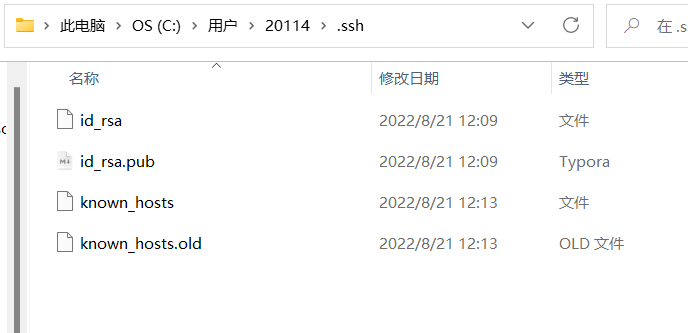 此电脑 > OS (C:) > 用户 > 20114 > .ssh 在 .s
名称 修改日期 类型
id_rsa 2022/8/21 12:09 文件
id_rsa.pub 2022/8/21 12:09 Typora
known_hosts 2022/8/21 12:13 文件
known_hosts.old 2022/8/21 12:13 OLD 文件